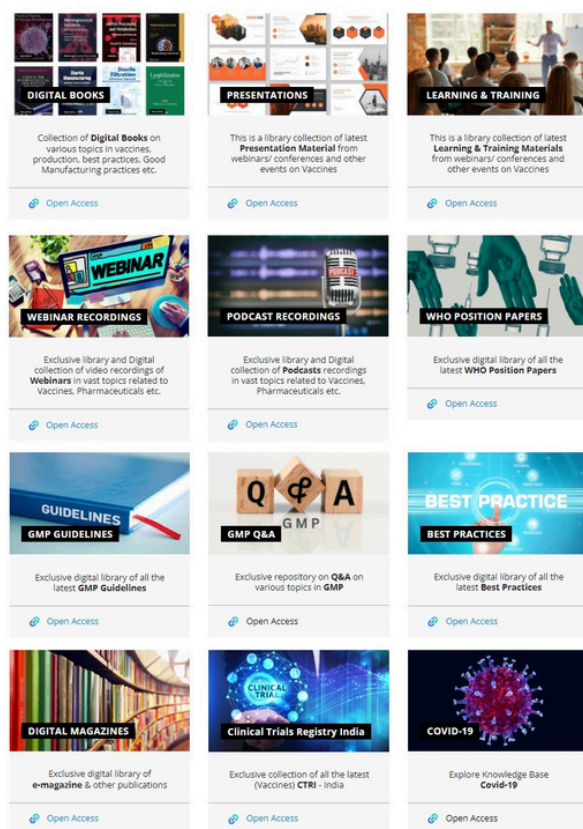 DIGITAL BOOKS
Collection of Digital Books on
various topics in vaccines,
production, best practices, Good
Manufacturing practices etc.
Open Access
PRESENTATIONS
This is a library collection of latest
Presentation Material from
webinars/ conferences and other
events on Vaccines
Open Access
LEARNING & TRAINING
This is a library collection of latest
Learning & Training Materials
from webinars/ conferences and
other events on Vaccines
Open Access
WEBINAR
WEBINAR RECORDINGS
Exclusive library and Digital
collection of video recordings of
Webinars in vast topics related to
Vaccines, Pharmaceuticals etc.
Open Access
PODCAST
PODCAST RECORDINGS
Exclusive library and Digital
collection of Podcasts recordings
in vast topics related to Vaccines,
Pharmaceuticals etc.
Open Access
WHO POSITION PAPERS
Exclusive digital library of all the
latest WHO Position Papers
Open Access
GUIDELINES
GMP GUIDELINES
Exclusive digital library of all the
latest GMP Guidelines
Open Access
Q & A
GMP
GMP Q&A
Exclusive repository on Q&A on
various topics in GMP
Open Access
BEST PRACTICE
BEST PRACTICES
Exclusive digital library of all the
latest Best Practices
Open Access
DIGITAL MAGAZINES
Exclusive digital library of
e-magazine & other publications
Open Access
CLINICAL
TRIAL
Clinical Trials Registry India
Exclusive collection of all the latest
(Vaccines) CTRI - India
Open Access
COVID-19
Explore Knowledge Base
Covid-19
Open Access